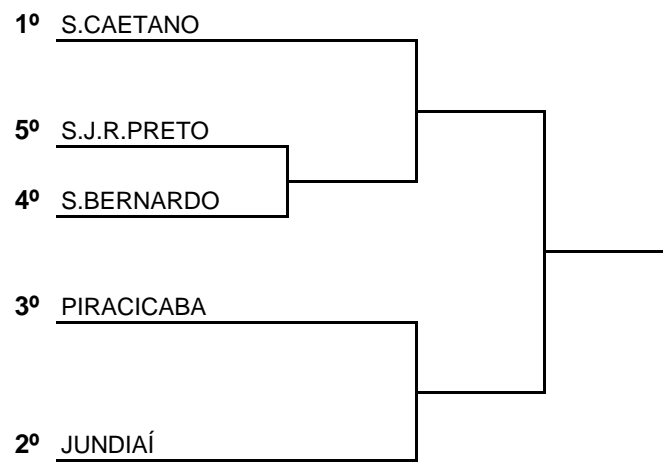 1º S.CAETANO
5º S.J.R.PRETO
4º S.BERNARDO
3º PIRACICABA
2º JUNDIAÍ